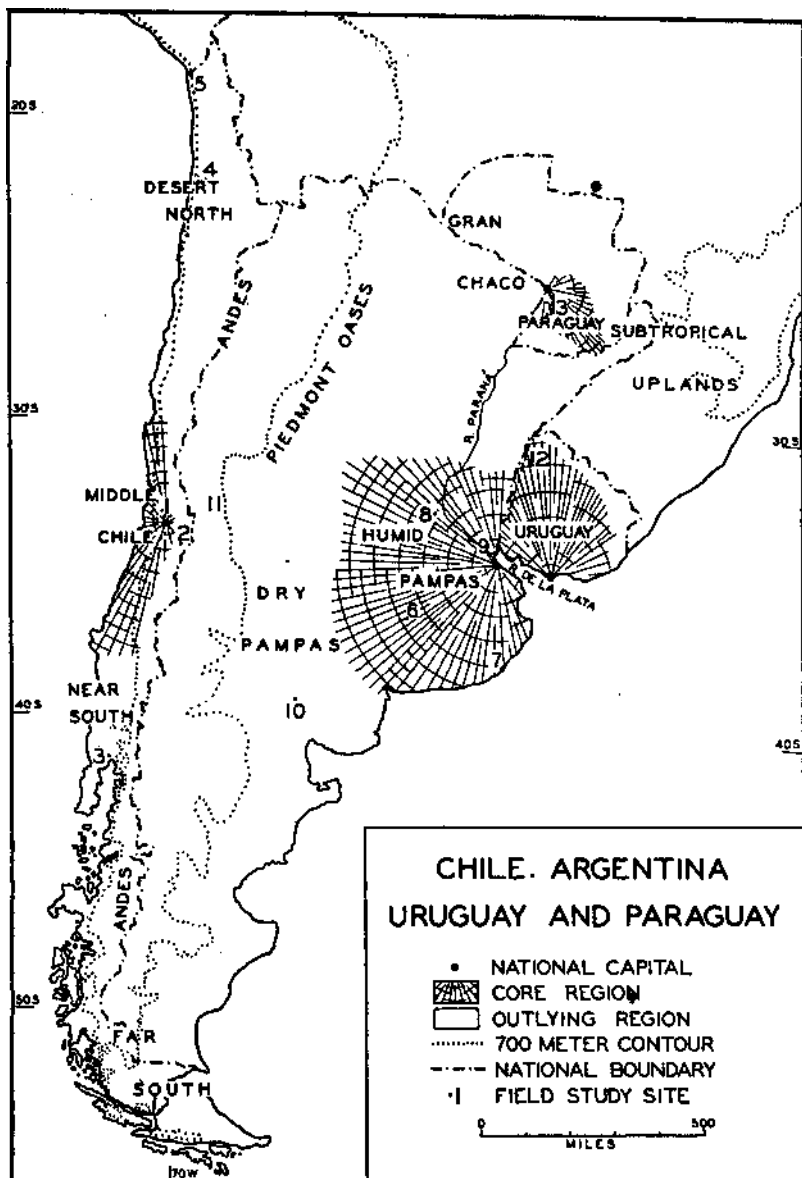 20S
5
4
DESERT
NORTH
GRAN
CHACO
13
PARAGUAY
SUBTROPICAL
UPLANDS
ANDES
PIEDMONT OASES
R. PARANÁ
30S
30S
MIDDLE
CHILE
2
11
8
HUMID
12
URUGUAY
9
PAMPAS
R. DE LA PLATA
DRY
PAMPAS
6
7
NEAR
SOUTH
10
40S
40S
3
ANDES
50S
FAR
SOUTH
70W
CHILE. ARGENTINA
URUGUAY AND PARAGUAY
NATIONAL CAPITAL
CORE REGION
OUTLYING REGION
700 METER CONTOUR
NATIONAL BOUNDARY
·1 FIELD STUDY SITE
0 500
MILES